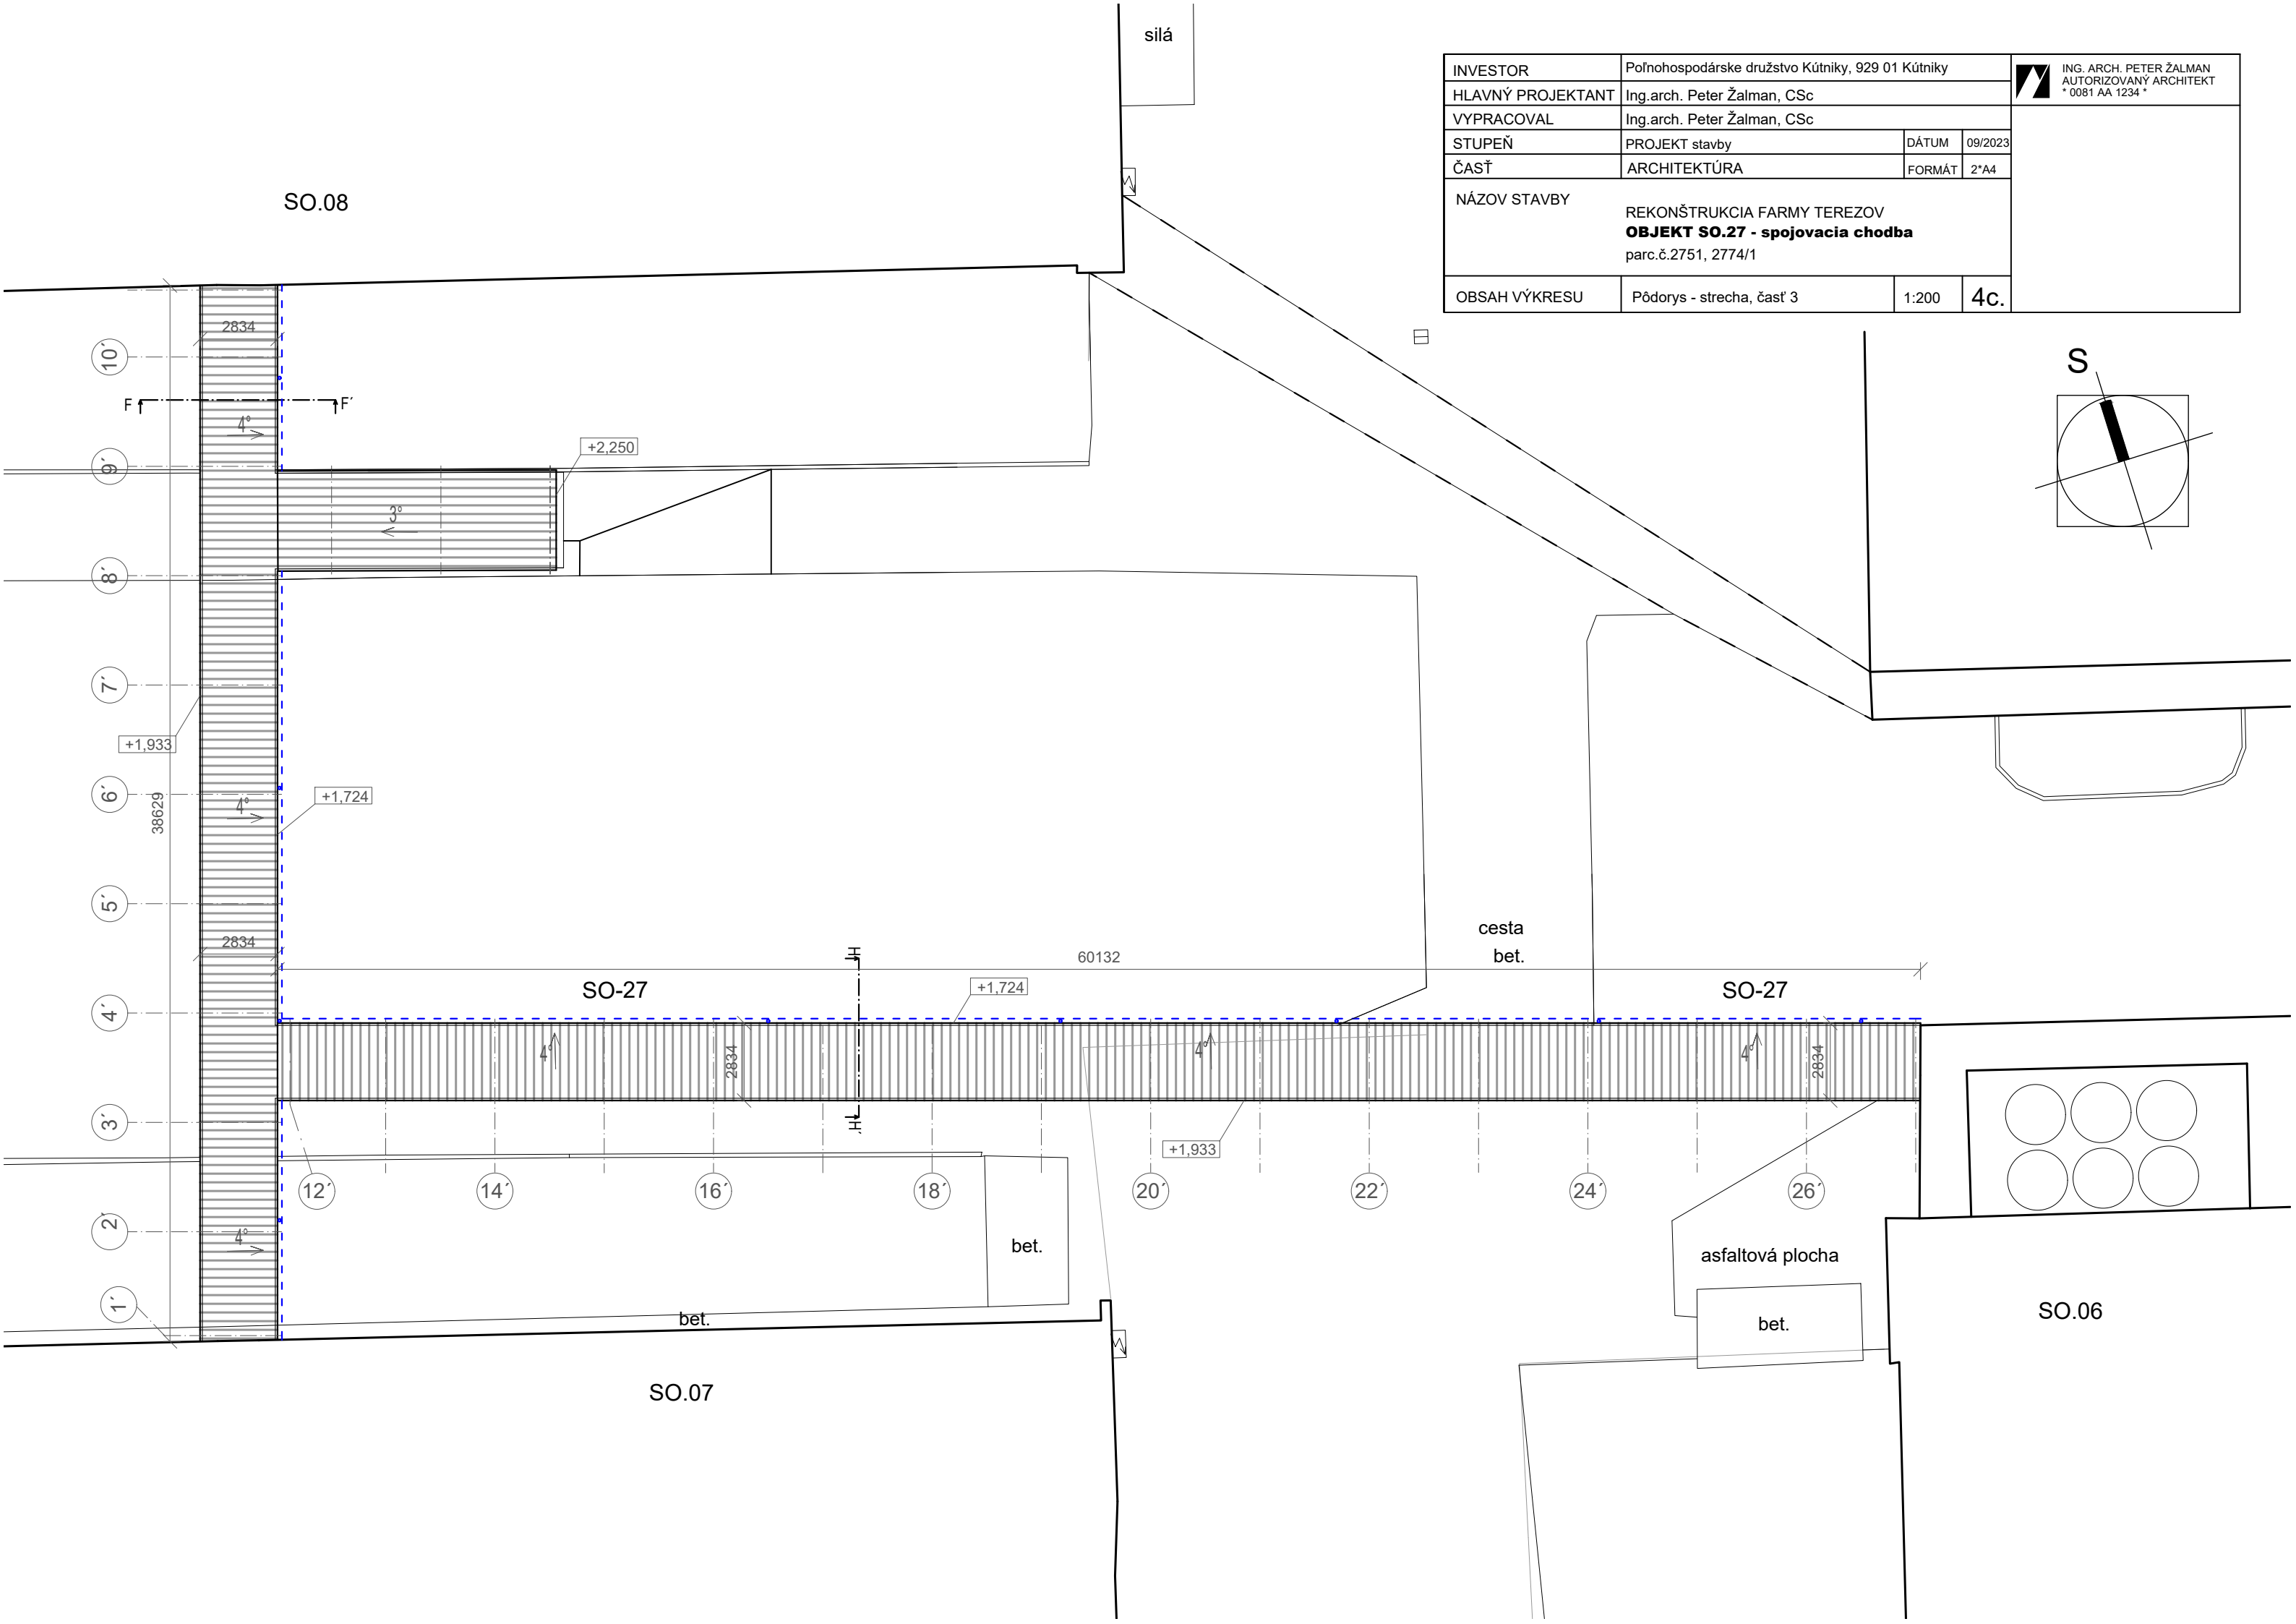 silá
INVESTOR Poľnohospodárske družstvo Kútniky, 929 01 Kútniky
HLAVNÝ PROJEKTANT Ing.arch. Peter Žalman, CSc
VYPRACOVAL Ing.arch. Peter Žalman, CSc
STUPEŇ PROJEKT stavby DÁTUM 09/2023
ČASŤ ARCHITEKTÚRA FORMÁT 2*A4
NÁZOV STAVBY
REKONŠTRUKCIA FARMY TEREZOV
OBJEKT SO.27 - spojovacia chodba
parc.č.2751, 2774/1
OBSAH VÝKRESU Pôdorys - strecha, časť 3 1:200 4c.
ING. ARCH. PETER ŽALMAN
AUTORIZOVANÝ ARCHITEKT
* 0081 AA 1234 *
SO.08
S
2834
10´
F F´
4°
+2,250
9´
3°
8´
7´
+1,933
6´
38629
4°
+1,724
5´
2834
cesta
bet.
H
60132
SO-27
+1,724
SO-27
4´
4°
2834
4°
4°
2834
3´
H´
+1,933
12´ 14´ 16´ 18´ 20´ 22´ 24´ 26´
2´
4°
bet.
asfaltová plocha
1´
bet.
bet.
SO.06
SO.07